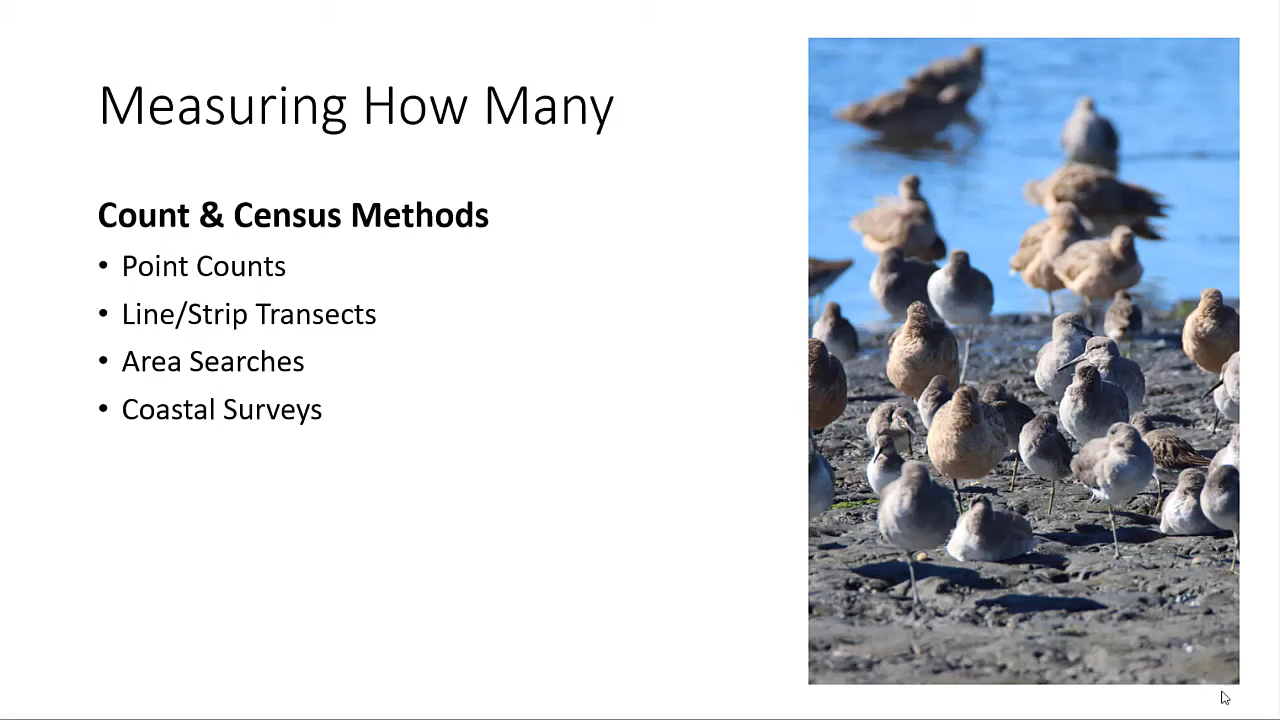 Measuring How Many
Count & Census Methods
• Point Counts
• Line/Strip Transects
• Area Searches
• Coastal Surveys